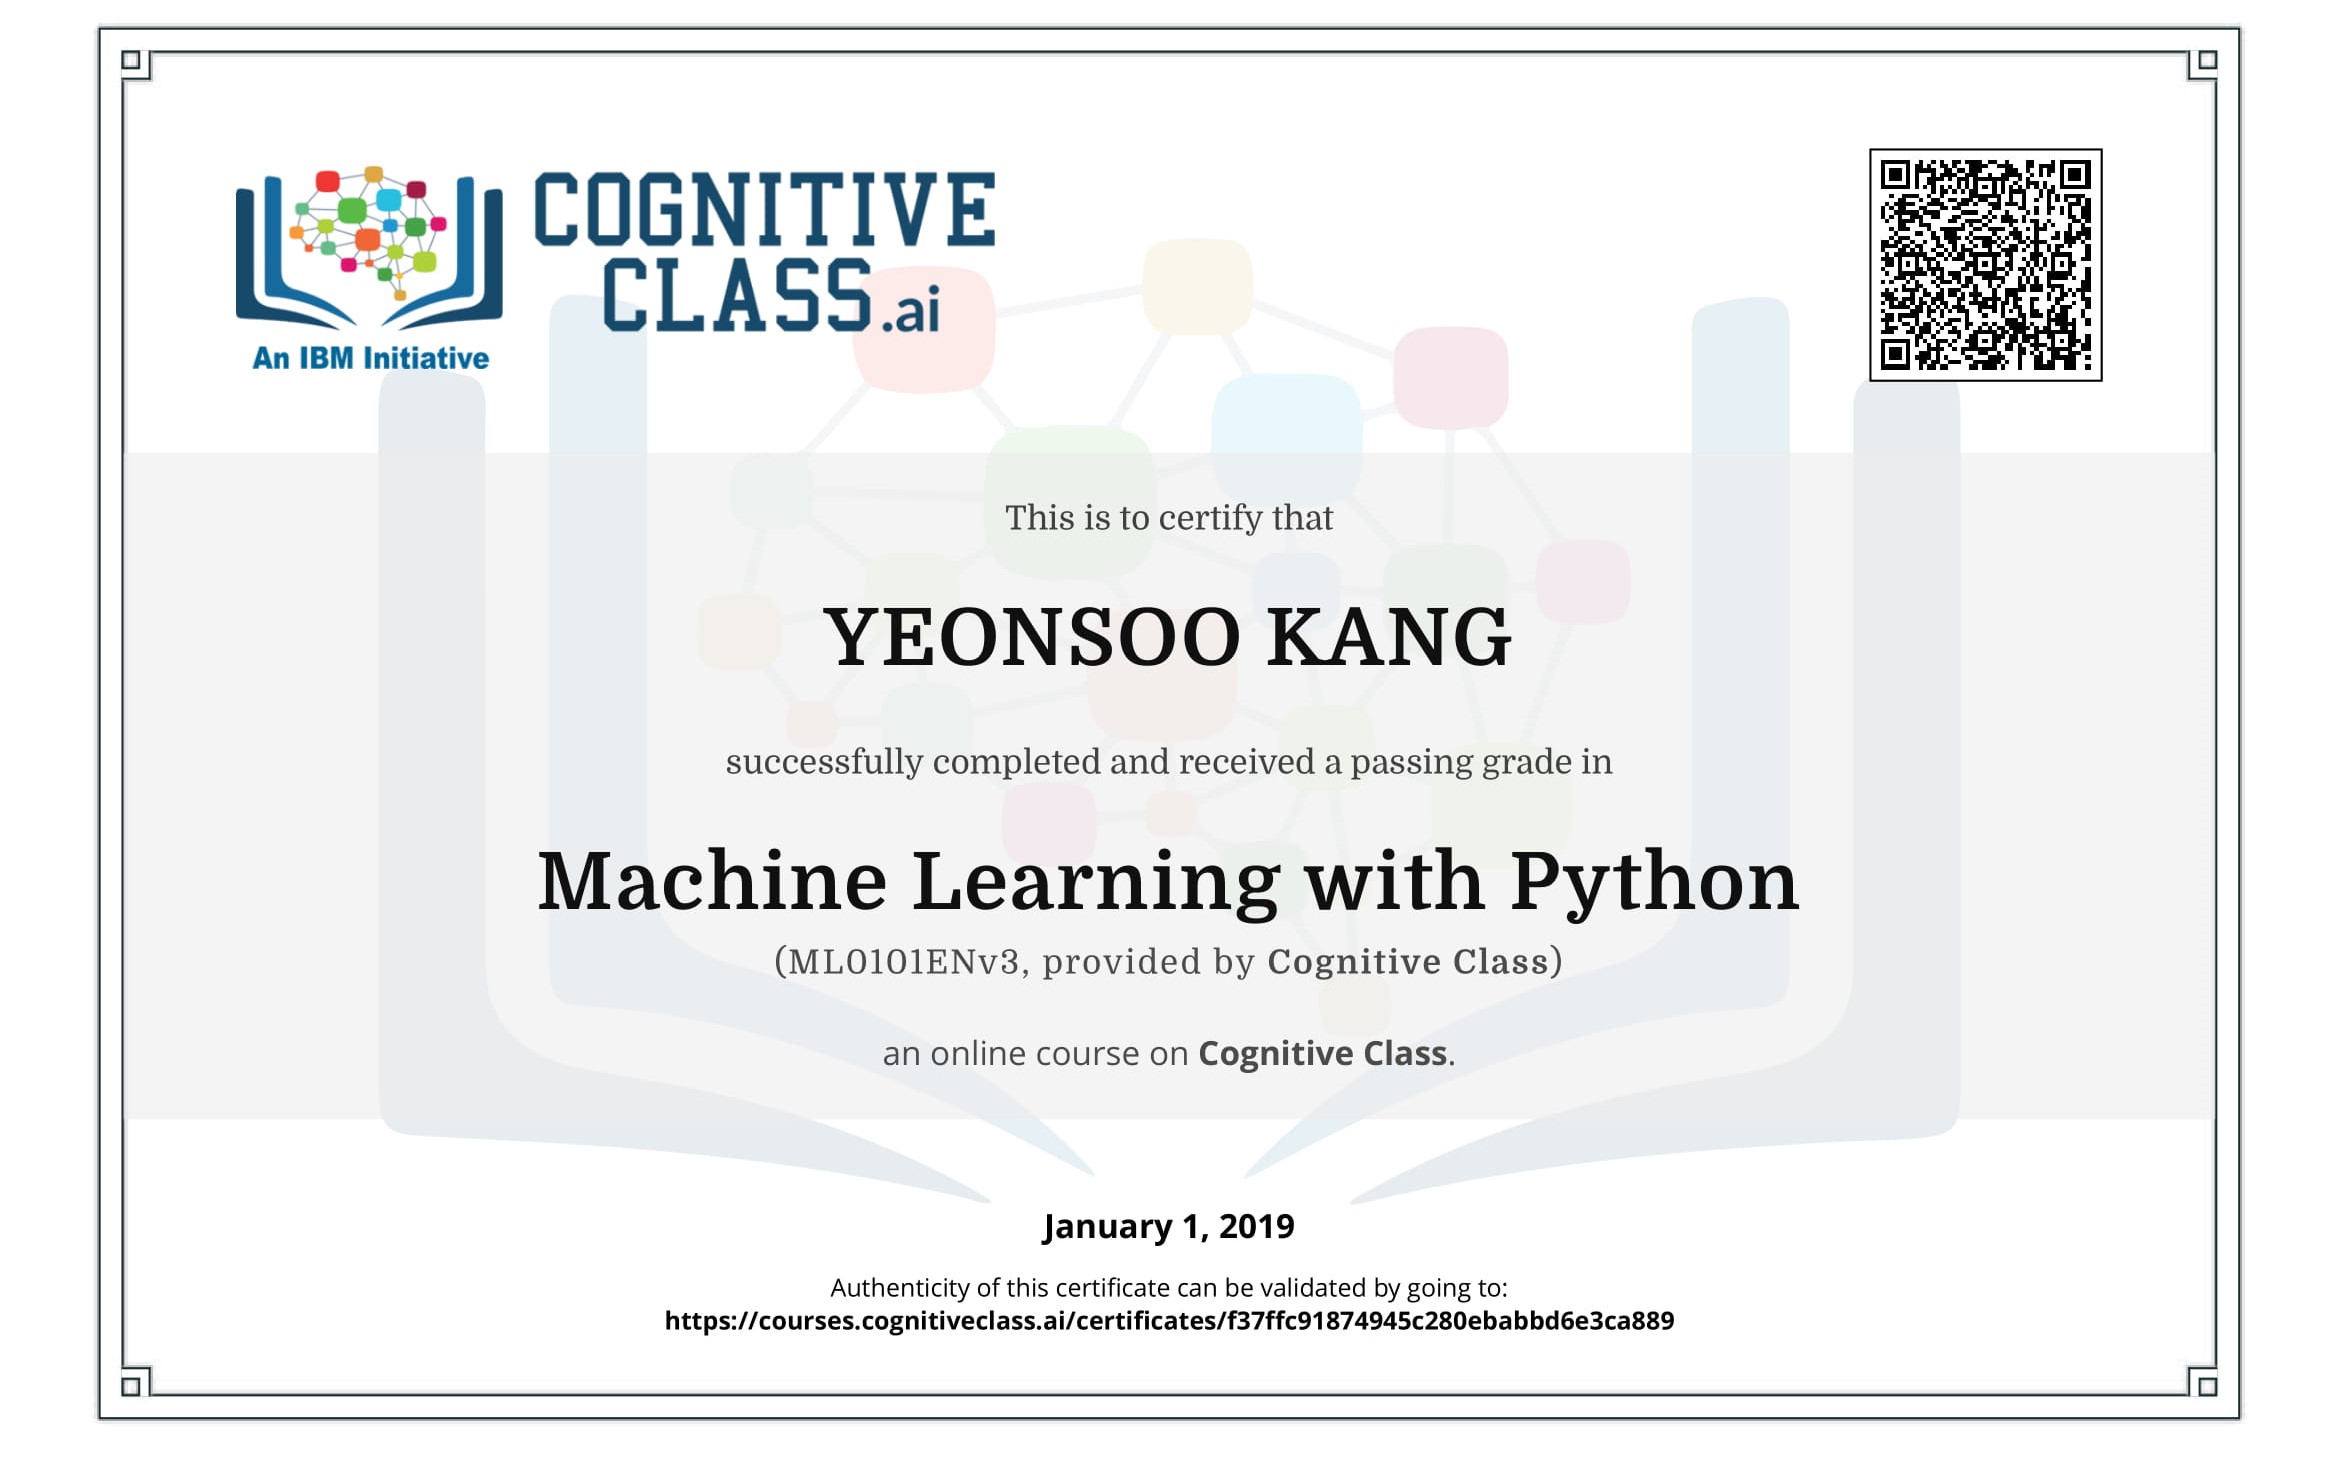 COGNITIVE
CLASS.ai
An IBM Initiative
This is to certify that
YEONSOO KANG
successfully completed and received a passing grade in
Machine Learning with Python
(ML0101ENv3, provided by Cognitive Class)
an online course on Cognitive Class.
January 1, 2019
Authenticity of this certificate can be validated by going to:
https://courses.cognitiveclass.ai/certificates/f37ffc91874945c280ebabbd6e3ca889